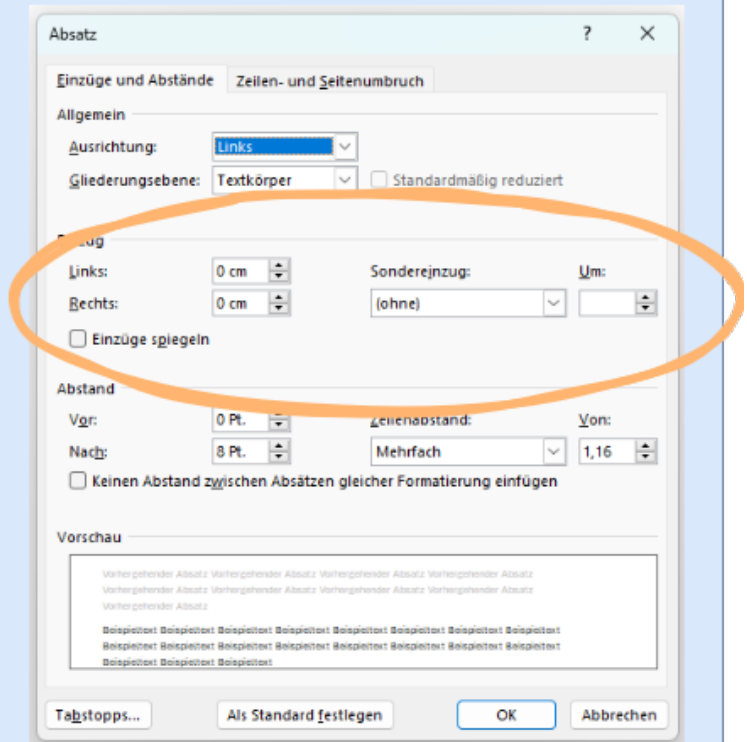 Absatz ? ×
Einzüge und Abstände Zeilen- und Seitenumbruch
Allgemein
Ausrichtung: Links
Gliederungsebene: Textkörper Standardmäßig reduziert
Links: 0 cm Sondereinzug: Um:
Rechts: 0 cm (ohne)
Einzüge spiegeln
Abstand
Vor: 0 Pt. Zeilenabstand: Von:
Nach: 8 Pt. Mehrfach 1,16
Keinen Abstand zwischen Absätzen gleicher Formatierung einfügen
Vorschau
Vorhergehender Absatz Vorhergehender Absatz Vorhergehender Absatz Vorhergehender Absatz
Vorhergehender Absatz Vorhergehender Absatz Vorhergehender Absatz Vorhergehender Absatz
Vorhergehender Absatz
Beispieltext Beispieltext Beispieltext Beispieltext Beispieltext Beispieltext Beispieltext Beispieltext
Beispieltext Beispieltext Beispieltext Beispieltext Beispieltext Beispieltext Beispieltext Beispieltext
Beispieltext Beispieltext Beispieltext
Tabstopps... Als Standard festlegen OK Abbrechen